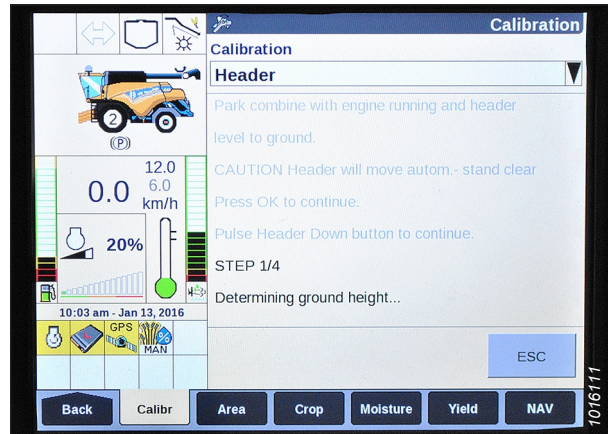 Calibration
Calibration
Header
Park combine with engine running and header
level to ground.
CAUTION Header will move autom.- stand clear
Press OK to continue.
Pulse Header Down button to continue.
STEP 1/4
Determining ground height...
ESC
2
(P)
12.0
0.0 6.0
km/h
20%
10:03 am - Jan 13, 2016
GPS
%
MAN
Back Calibr Area Crop Moisture Yield NAV
1016111